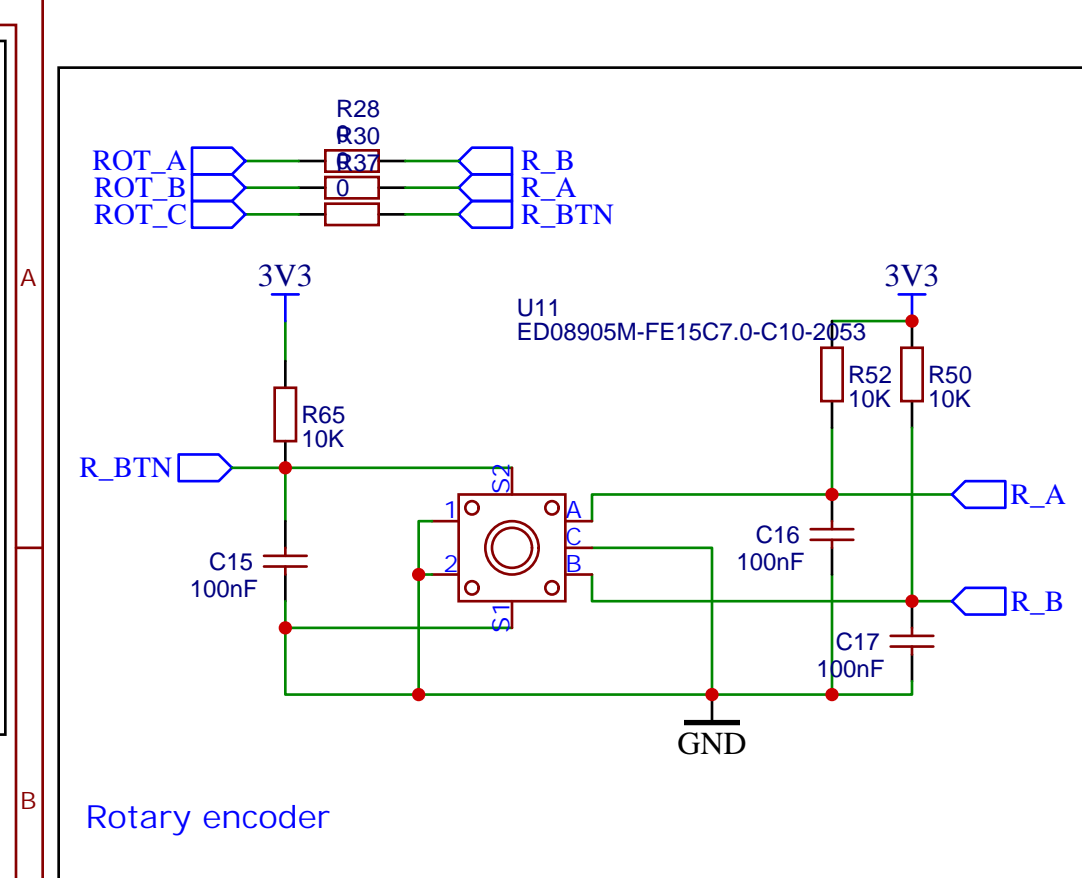 R28
0
R30
ROT_A
0
R37
R_B
ROT_B
0
R_A
ROT_C
R_BTN
A
3V3
3V3
U11
ED08905M-FE15C7.0-C10-2053
R52
10K
R50
10K
R65
10K
R_BTN
S2
1
A
R_A
C
C16
100nF
C15
100nF
2
B
R_B
S1
C17
100nF
GND
B
Rotary encoder